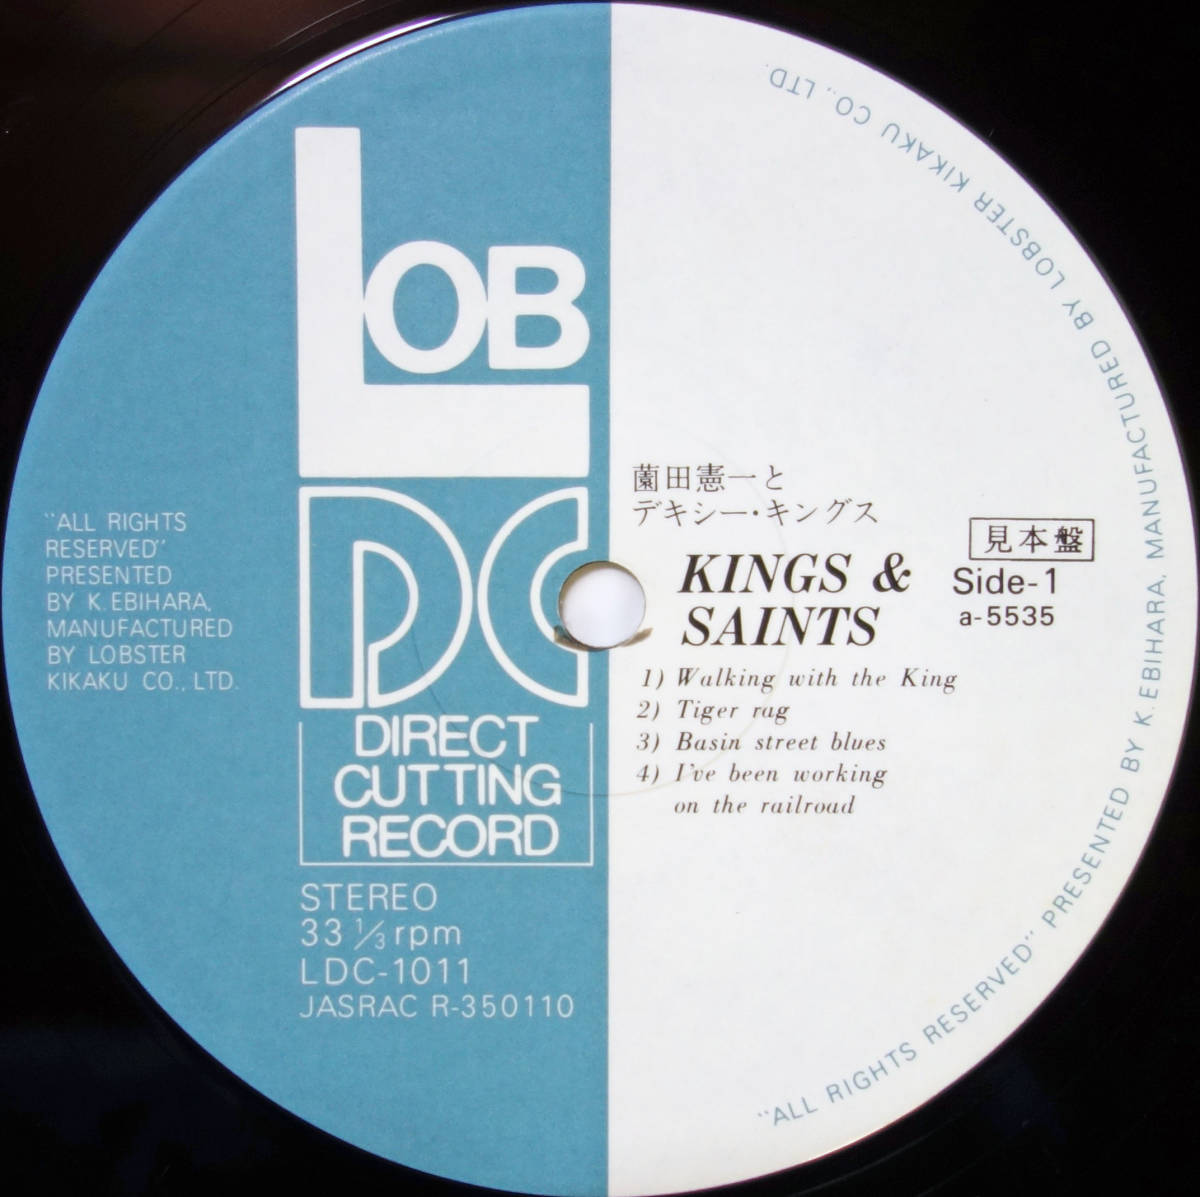 LOB
DC
DIRECT
CUTTING
RECORD
STEREO
33 1/3 rpm
LDC-1011
JASRAC R-350110
"ALL RIGHTS
RESERVED"
PRESENTED
BY K. EBIHARA,
MANUFACTURED
BY LOBSTER
KIKAKU CO., LTD.
薗田憲一と
デキシー・キングス
KINGS &
SAINTS
見本盤
Side-1
a-5535
1) Walking with the King
2) Tiger rag
3) Basin street blues
4) I've been working
on the railroad
"ALL RIGHTS RESERVED" PRESENTED BY K. EBIHARA, MANUFACTURED BY LOBSTER KIKAKU CO., LTD